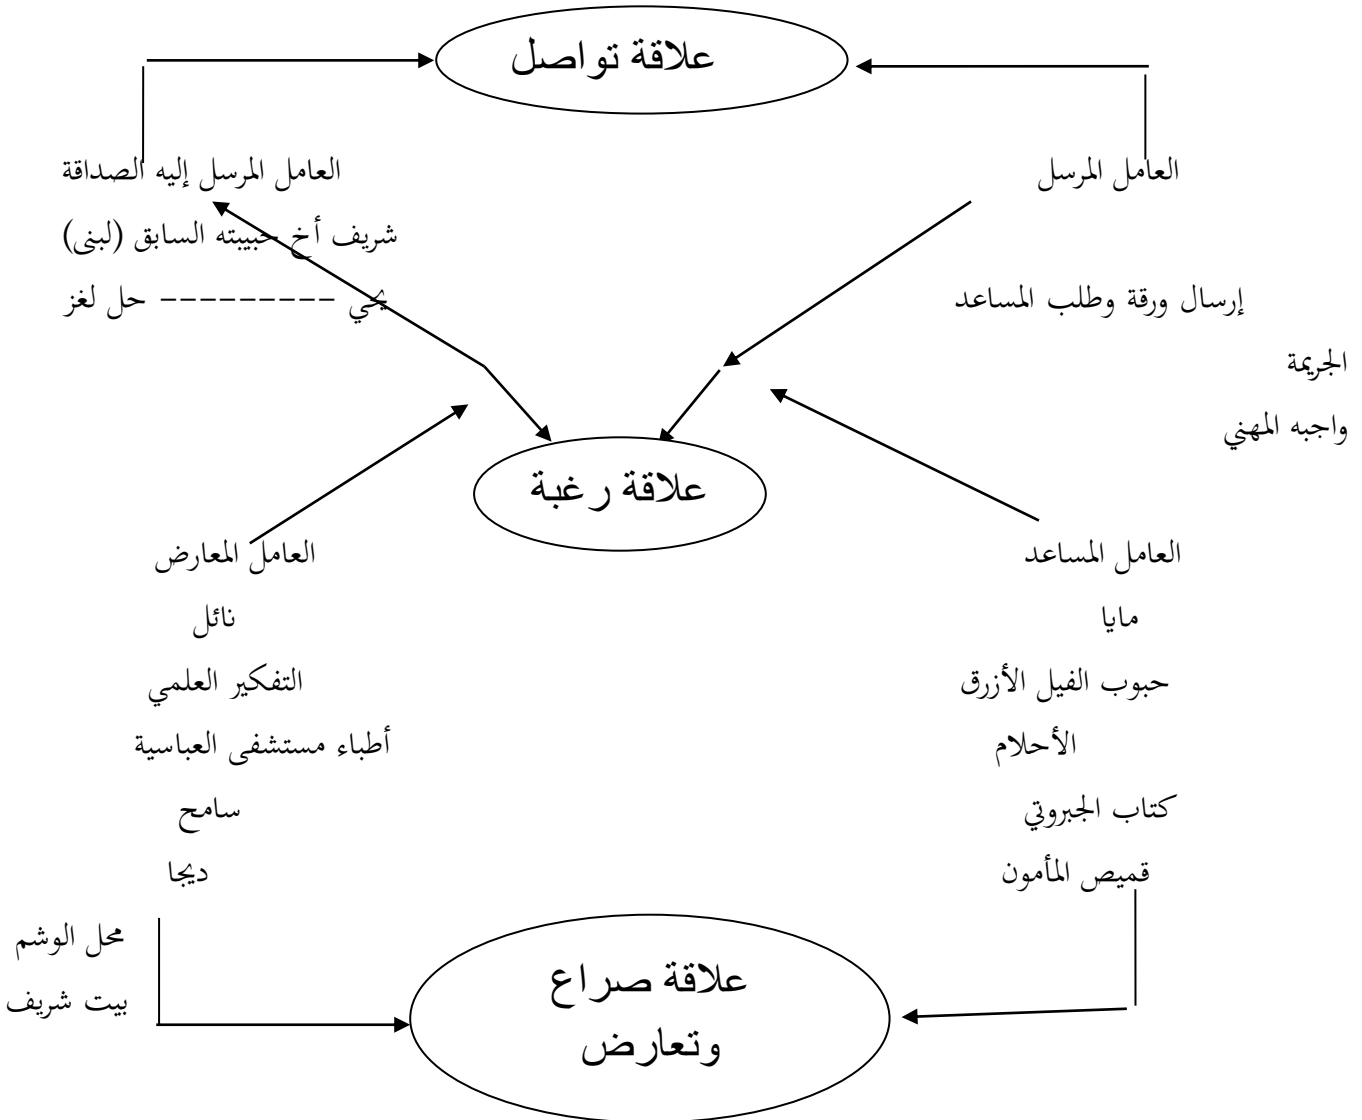 علاقة تواصل
العامل المرسل
العامل المرسل إليه الصداقة
شريف أخ حبيبته السابق (لبنى)
إرسال ورقة وطلب المساعد
يحي --------- حل لغز
الجريمة
واجبه المهني
علاقة رغبة
العامل المساعد
العامل المعارض
مايا
نائل
حبوب الفيل الأزرق
التفكير العلمي
الأحلام
أطباء مستشفى العباسية
كتاب الجبروتي
سامح
قميص المأمون
ديجا
محل الوشم
بيت شريف
علاقة صراع
وتعارض